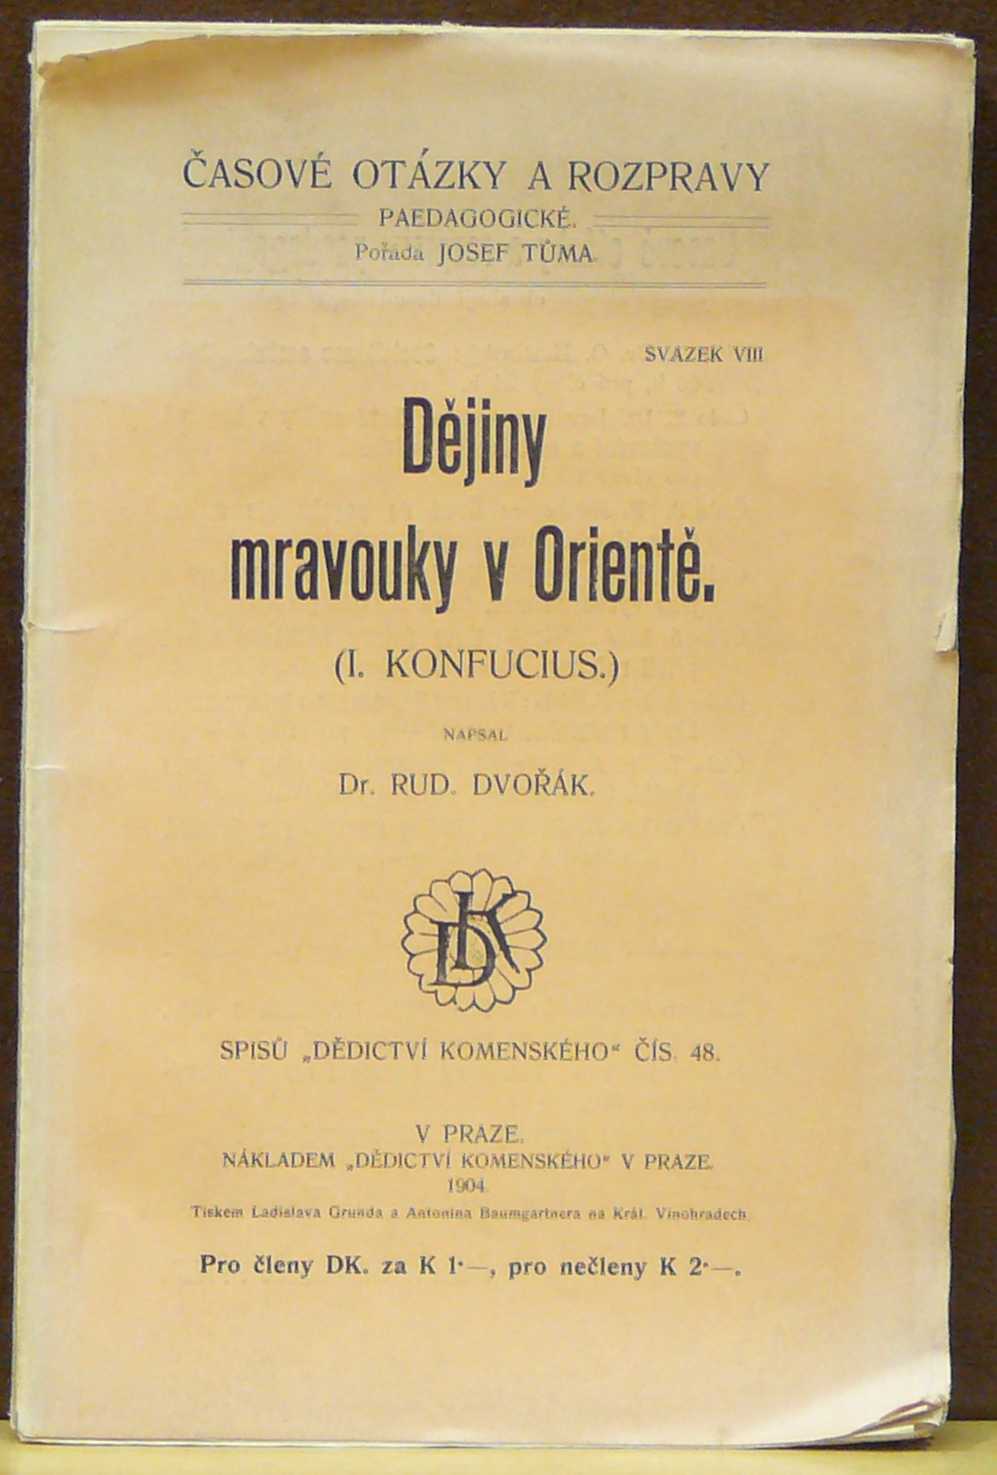 ČASOVÉ OTÁZKY A ROZPRAVY
PAEDAGOGICKÉ.
Pořádá JOSEF TŮMA.
SVAZEK VIII
Dějiny
mravouky v Orientě.
(I. KONFUCIUS.)
NAPSAL
Dr. RUD. DVOŘÁK.
DK
SPISŮ „DĚDICTVÍ KOMENSKÉHO“ ČÍS. 48.
V PRAZE.
NÁKLADEM „DĚDICTVÍ KOMENSKÉHO“ V PRAZE.
1904.
Tiskem Ladislava Grunda a Antonína Baumgartnera na Král. Vinohradech.
Pro členy DK. za K 1·—, pro nečleny K 2·—.